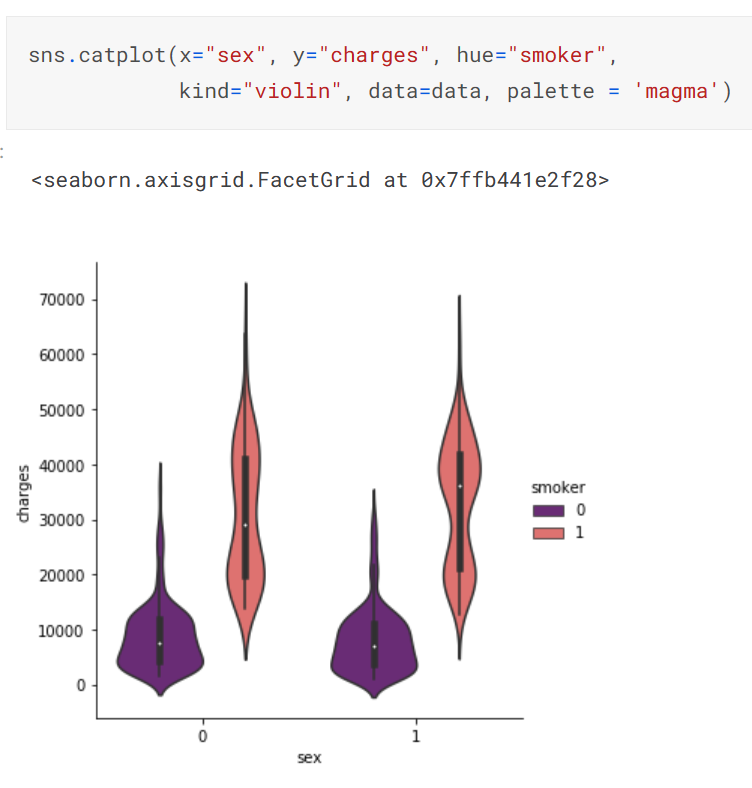 sns.catplot(x="sex", y="charges", hue="smoker",
kind="violin", data=data, palette = 'magma')
:
<seaborn.axisgrid.FacetGrid at 0x7ffb441e2f28>
70000
60000
50000
40000
30000
20000
10000
0
charges
0
1
sex
smoker
0
1